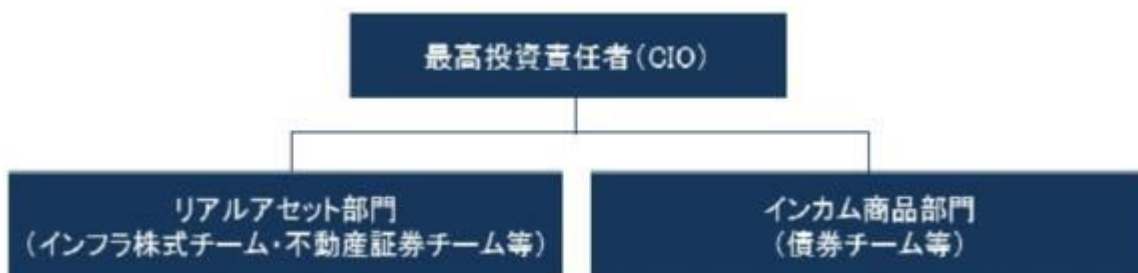 最高投資責任者(CIO)
リアルアセット部門
(インフラ株式チーム・不動産証券チーム等)
インカム商品部門
(債券チーム等)